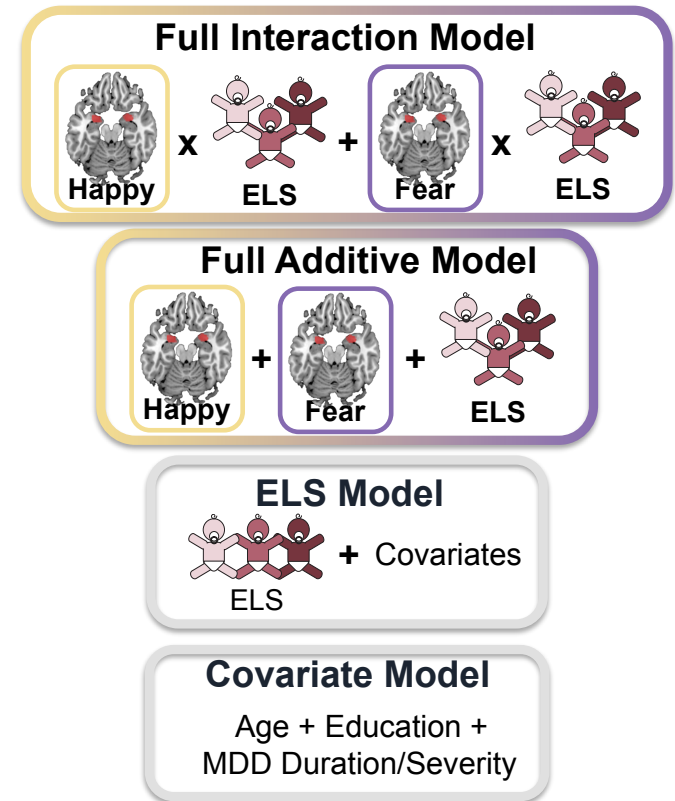 Full Interaction Model
x + x
Happy ELS Fear ELS
Full Additive Model
+ +
Happy Fear ELS
ELS Model
+ Covariates
ELS
Covariate Model
Age + Education +
MDD Duration/Severity